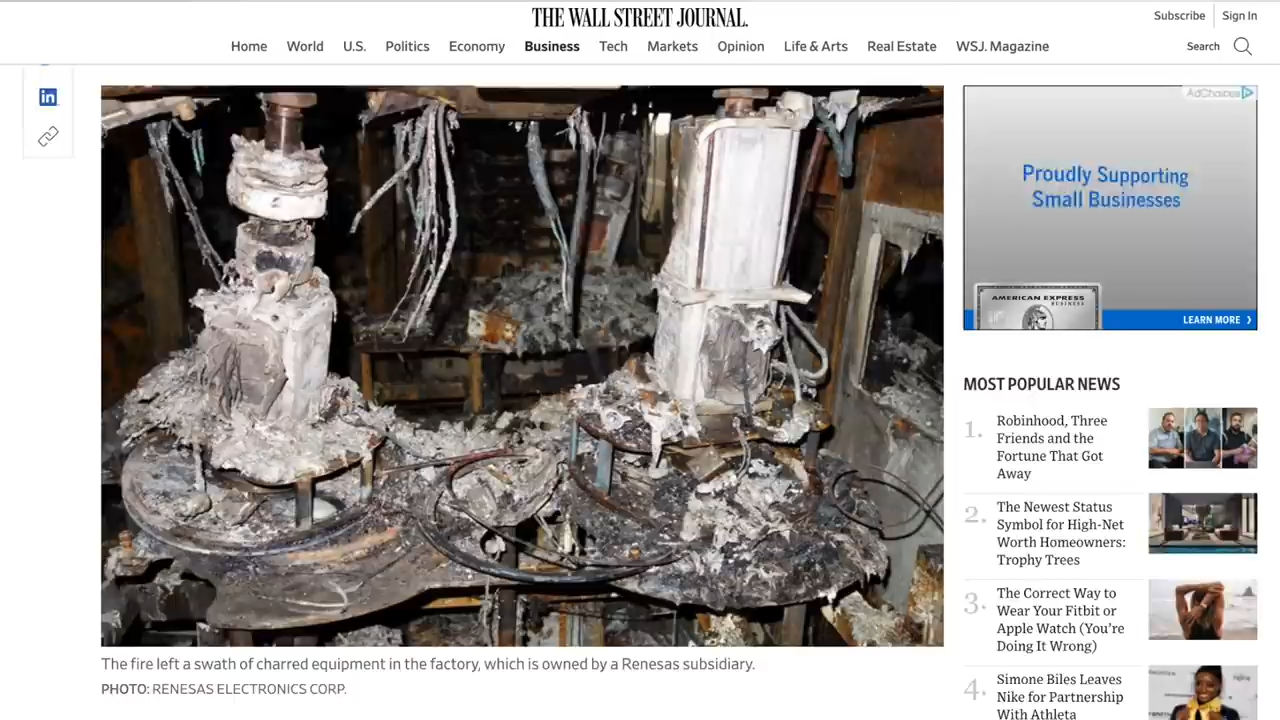 THE WALL STREET JOURNAL.
Subscribe
Sign In
Home
World
U.S.
Politics
Economy
Business
Tech
Markets
Opinion
Life & Arts
Real Estate
WSJ. Magazine
Search
in
The fire left a swath of charred equipment in the factory, which is owned by a Renesas subsidiary.
PHOTO: RENESAS ELECTRONICS CORP.
AdChoices
Proudly Supporting
Small Businesses
AMERICAN EXPRESS
BUSINESS
LEARN MORE
MOST POPULAR NEWS
1.
Robinhood, Three
Friends and the
Fortune That Got
Away
2.
The Newest Status
Symbol for High-Net
Worth Homeowners:
Trophy Trees
3.
The Correct Way to
Wear Your Fitbit or
Apple Watch (You're
Doing It Wrong)
4.
Simone Biles Leaves
Nike for Partnership
With Athleta